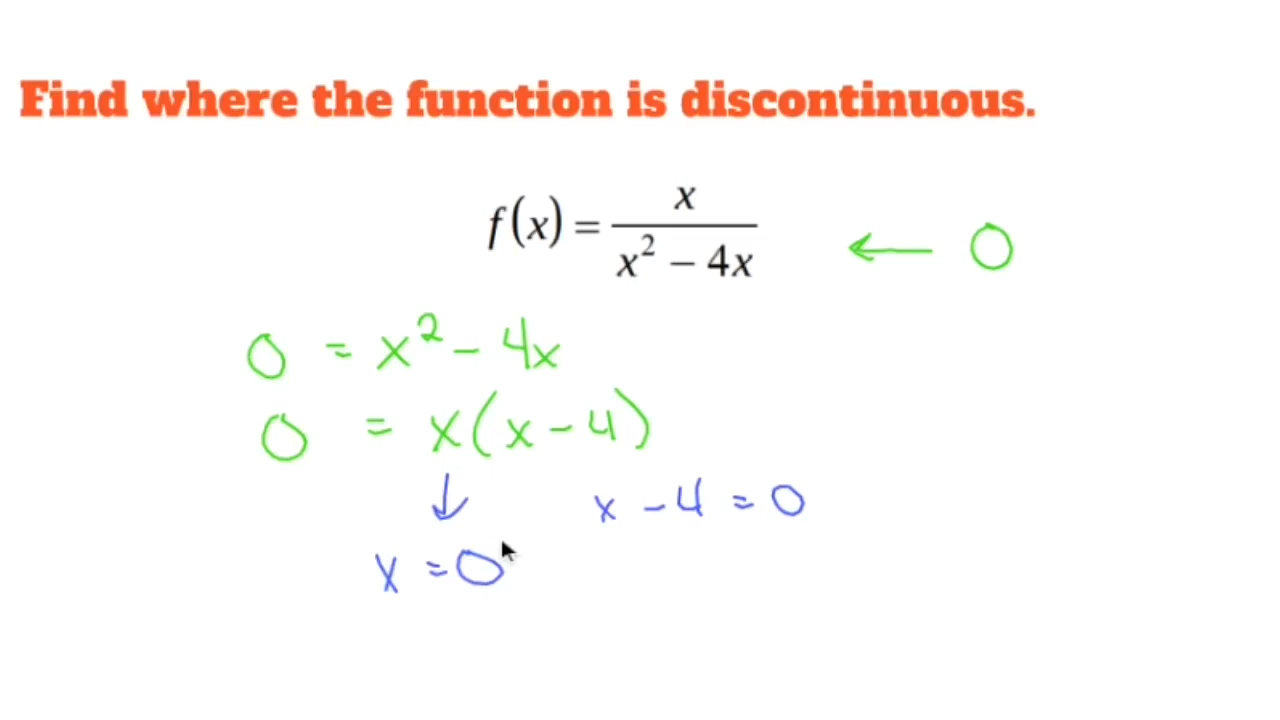 Find where the function is discontinuous.
f(x) = x / (x² − 4x) ← 0
0 = x² − 4x
0 = x(x − 4)
↓ x − 4 = 0
x = 0